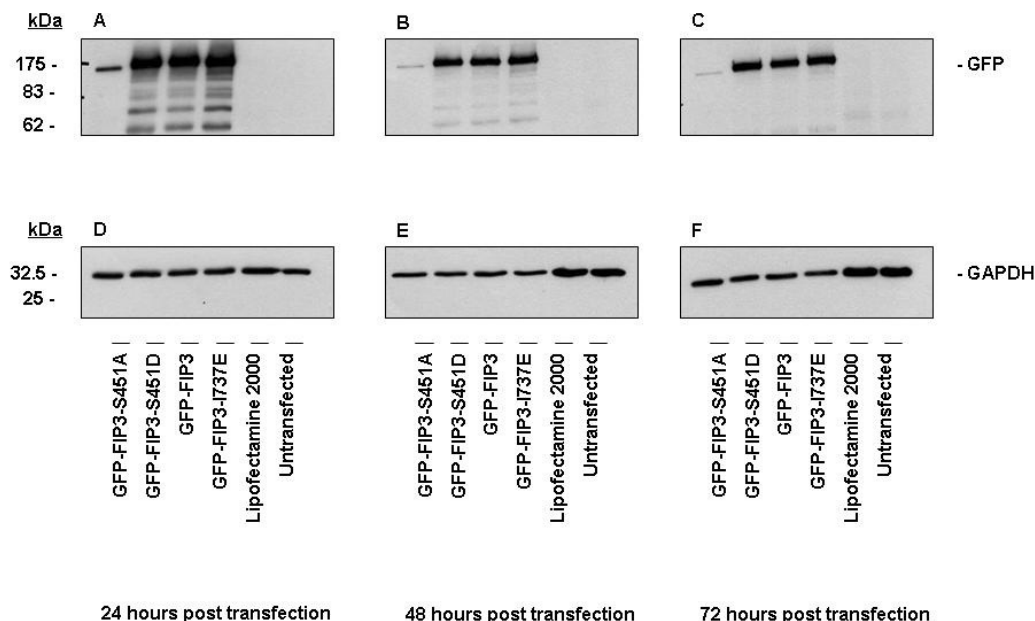 kDa A B C
175 - - GFP
83 -
62 -
kDa D E F
32.5 - - GAPDH
25 -
GFP-FIP3-S451A
GFP-FIP3-S451D
GFP-FIP3
GFP-FIP3-I737E
Lipofectamine 2000
Untransfected
GFP-FIP3-S451A
GFP-FIP3-S451D
GFP-FIP3
GFP-FIP3-I737E
Lipofectamine 2000
Untransfected
GFP-FIP3-S451A
GFP-FIP3-S451D
GFP-FIP3
GFP-FIP3-I737E
Lipofectamine 2000
Untransfected
24 hours post transfection 48 hours post transfection 72 hours post transfection